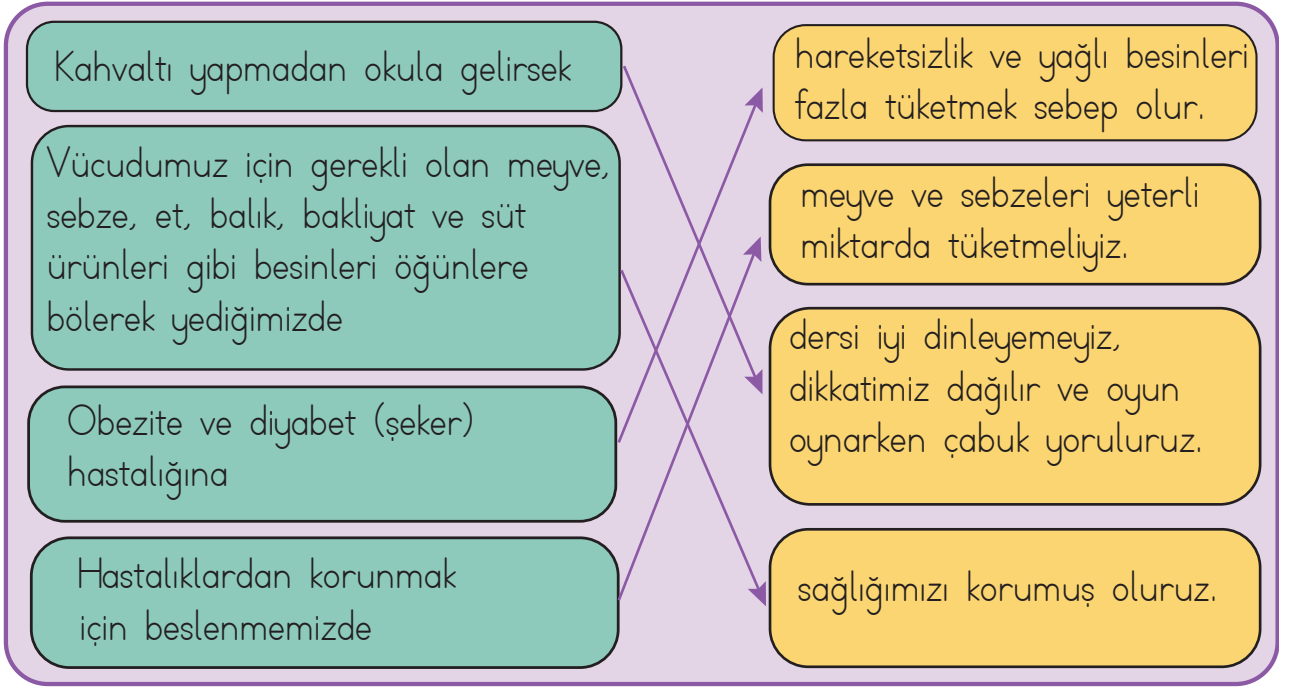 Kahvaltı yapmadan okula gelirsek
Vücudumuz için gerekli olan meyve,
sebze, et, balık, bakliyat ve süt
ürünleri gibi besinleri öğünlere
bölerek yediğimizde
Obezite ve diyabet (şeker)
hastalığına
Hastalıklardan korunmak
için beslenmemizde
hareketsizlik ve yağlı besinleri
fazla tüketmek sebep olur.
meyve ve sebzeleri yeterli
miktarda tüketmeliyiz.
dersi iyi dinleyemeyiz,
dikkatimiz dağılır ve oyun
oynarken çabuk yoruluruz.
sağlığımızı korumuş oluruz.